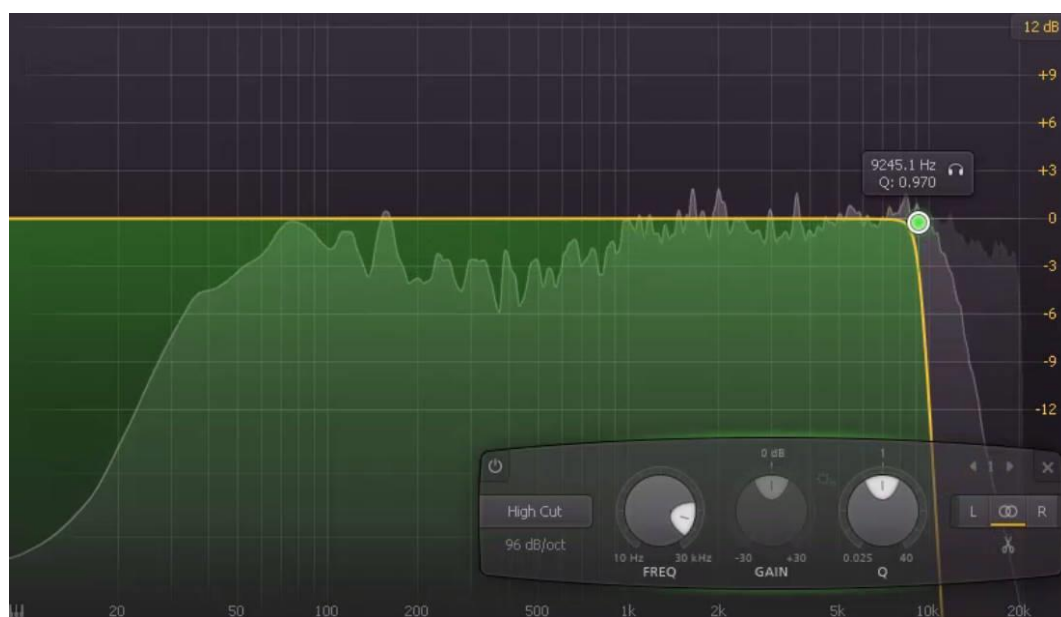 12 dB
+9
+6
+3
9245.1 Hz
Q: 0.970
0
-3
-6
-9
-12
0 dB
1
1
High Cut
L
R
96 dB/oct
10 Hz
30 kHz
-30
+30
0.025
40
FREQ
GAIN
Q
20
50
100
200
500
1k
2k
5k
10k
20k